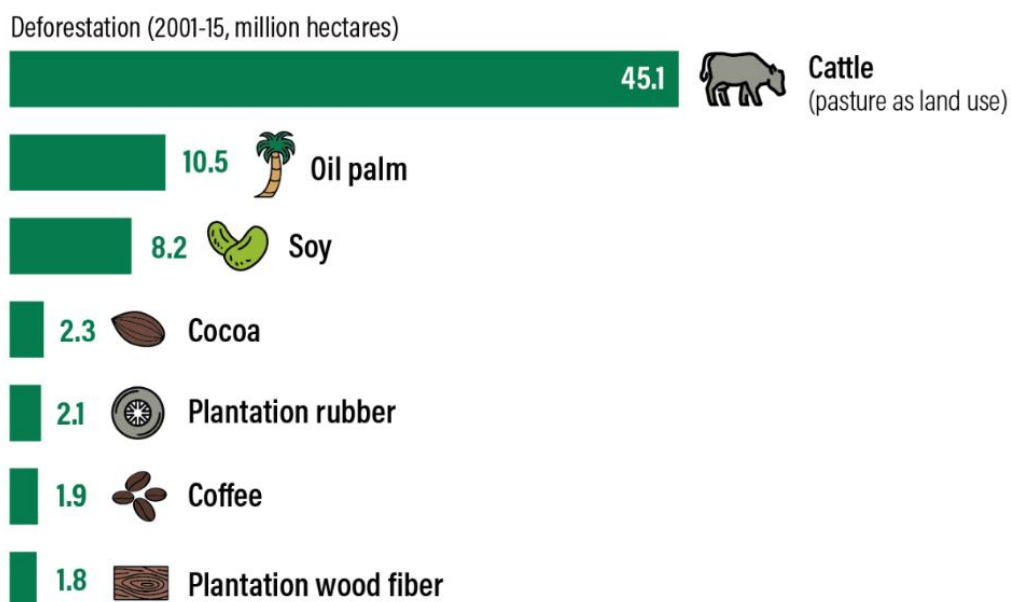 Deforestation (2001-15, million hectares)
45.1 Cattle
(pasture as land use)
10.5 Oil palm
8.2 Soy
2.3 Cocoa
2.1 Plantation rubber
1.9 Coffee
1.8 Plantation wood fiber